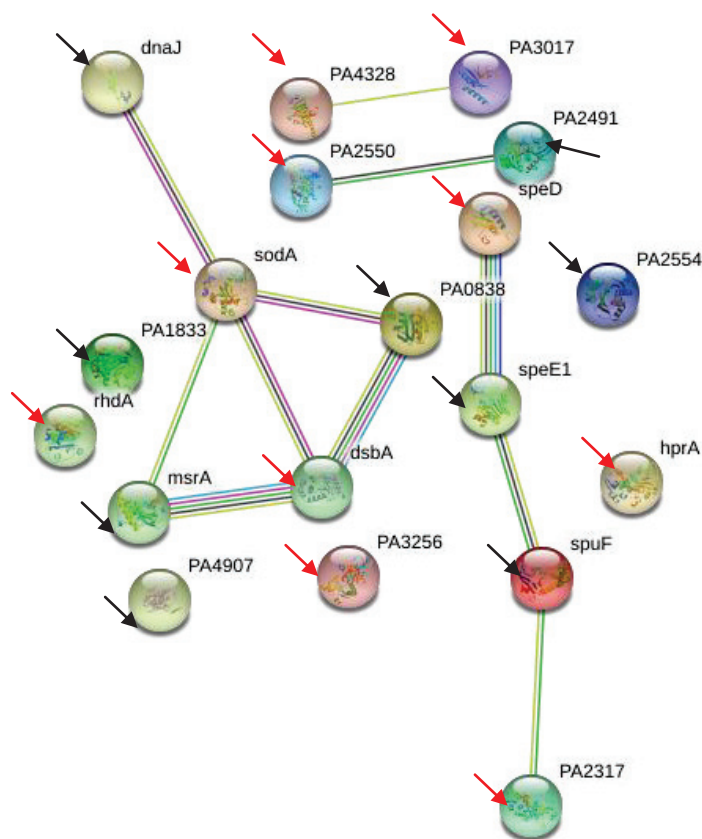 dnaJ
PA3017
PA4328
PA2491
PA2550
speD
sodA
PA2554
PA0838
PA1833
speE1
rhdA
hprA
dsbA
msrA
PA3256
spuF
PA4907
PA2317